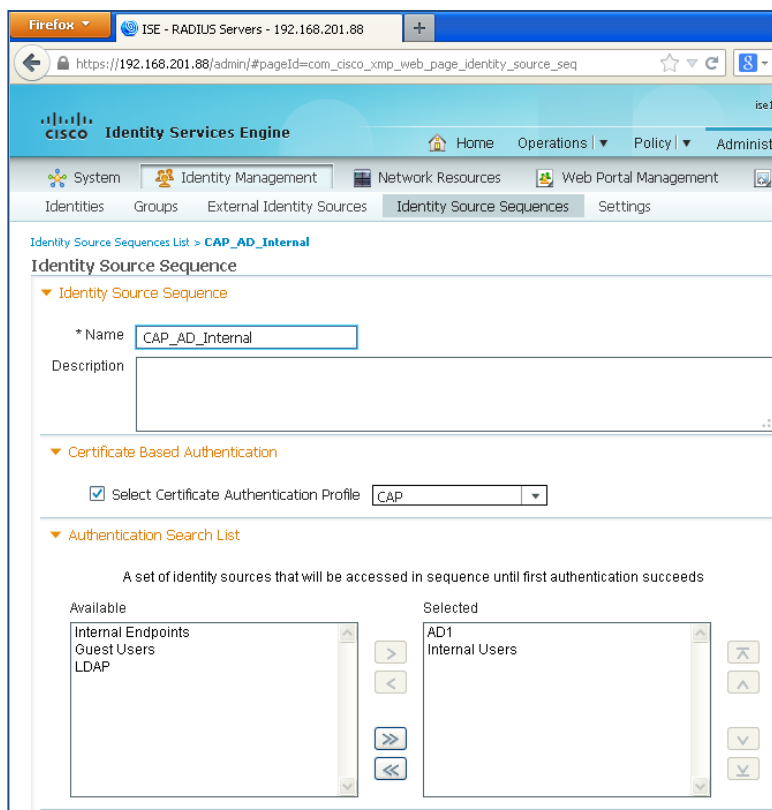 Firefox
ISE - RADIUS Servers - 192.168.201.88
https://192.168.201.88/admin/#pageId=com_cisco_xmp_web_page_identity_source_seq
ise1
cisco Identity Services Engine
Home Operations Policy Administ
System Identity Management Network Resources Web Portal Management
Identities Groups External Identity Sources Identity Source Sequences Settings
Identity Source Sequences List > CAP_AD_Internal
Identity Source Sequence
Identity Source Sequence
* Name CAP_AD_Internal
Description
Certificate Based Authentication
Select Certificate Authentication Profile CAP
Authentication Search List
A set of identity sources that will be accessed in sequence until first authentication succeeds
Available Selected
Internal Endpoints AD1
Guest Users Internal Users
LDAP